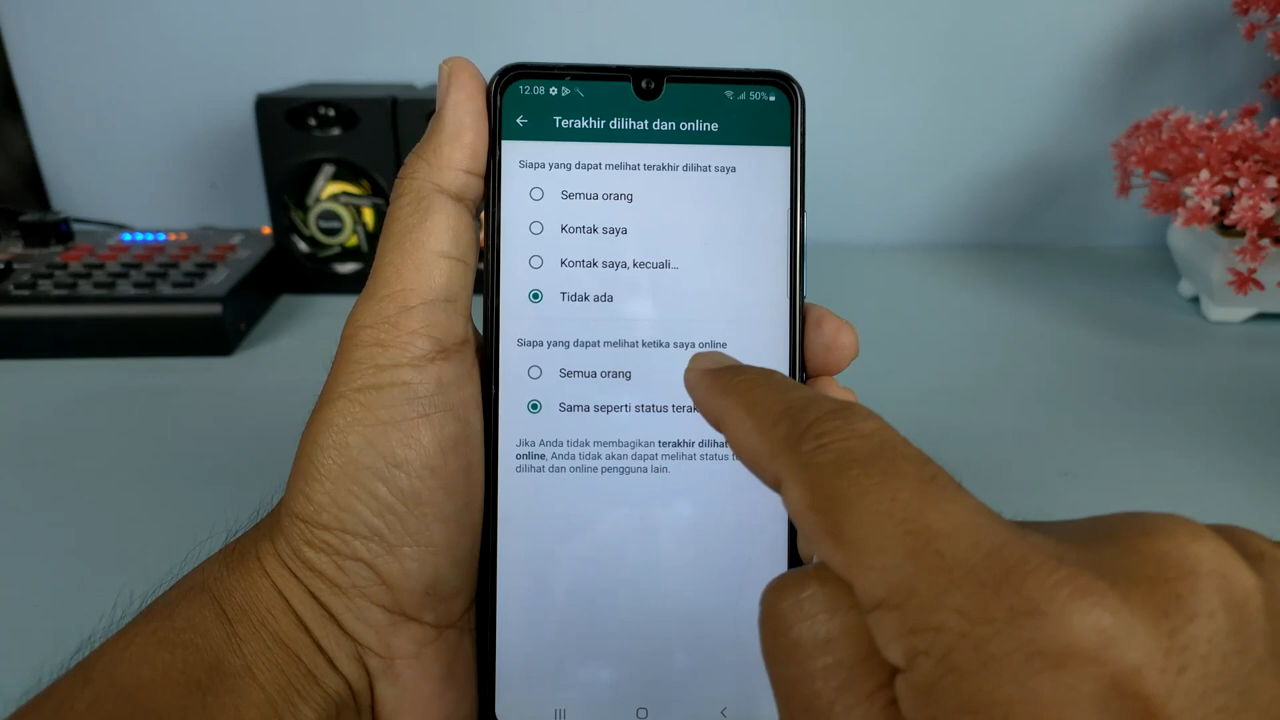 12.08
50%
Terakhir dilihat dan online
Siapa yang dapat melihat terakhir dilihat saya
Semua orang
Kontak saya
Kontak saya, kecuali...
Tidak ada
Siapa yang dapat melihat ketika saya online
Semua orang
Sama seperti status
Jika Anda tidak membagikan terakhir dilihat
online, Anda tidak akan dapat melihat status
dilihat dan online pengguna lain.